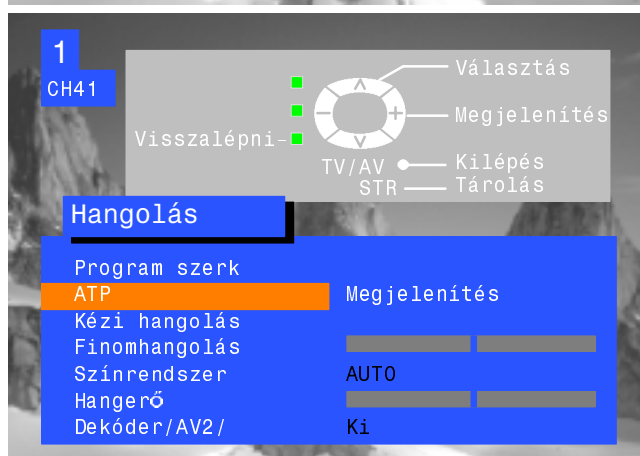 1
CH41
Választás
Megjelenítés
Visszalépni
TV/AV
Kilépés
STR
Tárolás
Hangolás
Program szerk
ATP
Megjelenítés
Kézi hangolás
Finomhangolás
Színrendszer
AUTO
Hangerő
Dekóder/AV2/
Ki